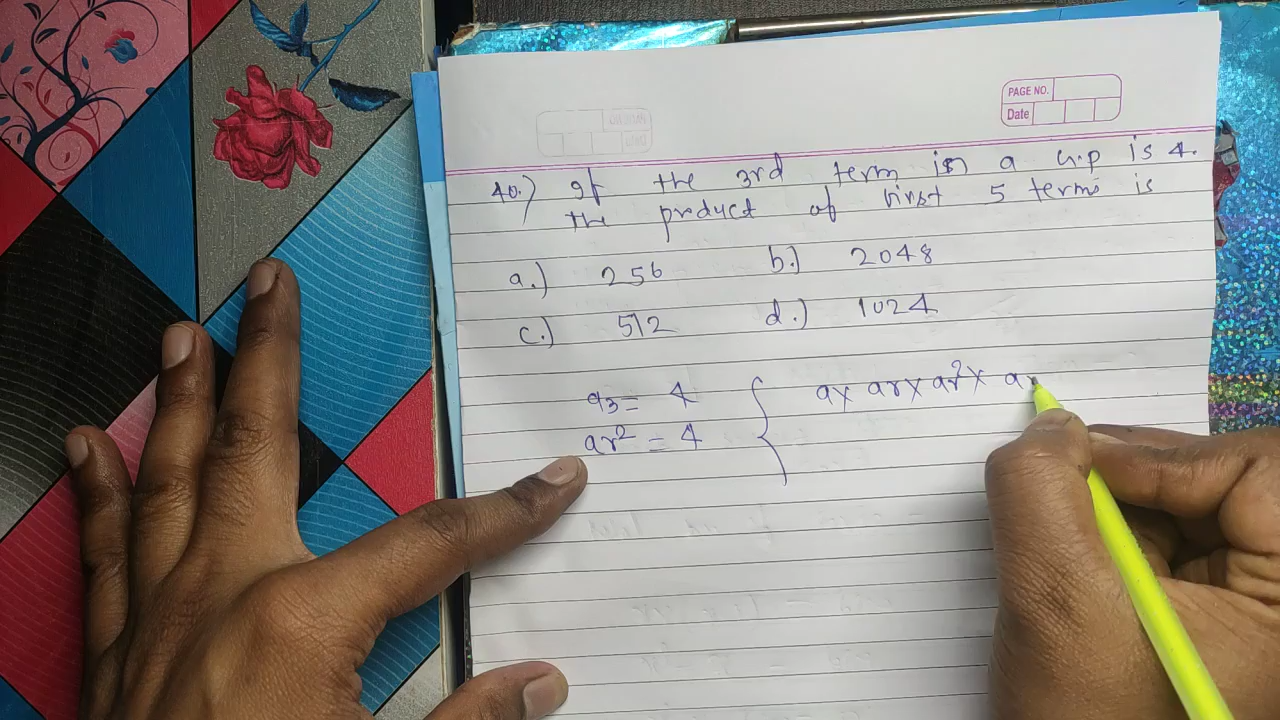 PAGE NO.
Date
40.) If the 3rd term in a G.P is 4.
The product of first 5 terms is
a.) 256 b.) 2048
c.) 512 d.) 1024
a3 = 4
ar² = 4
a x ar x ar² x ar